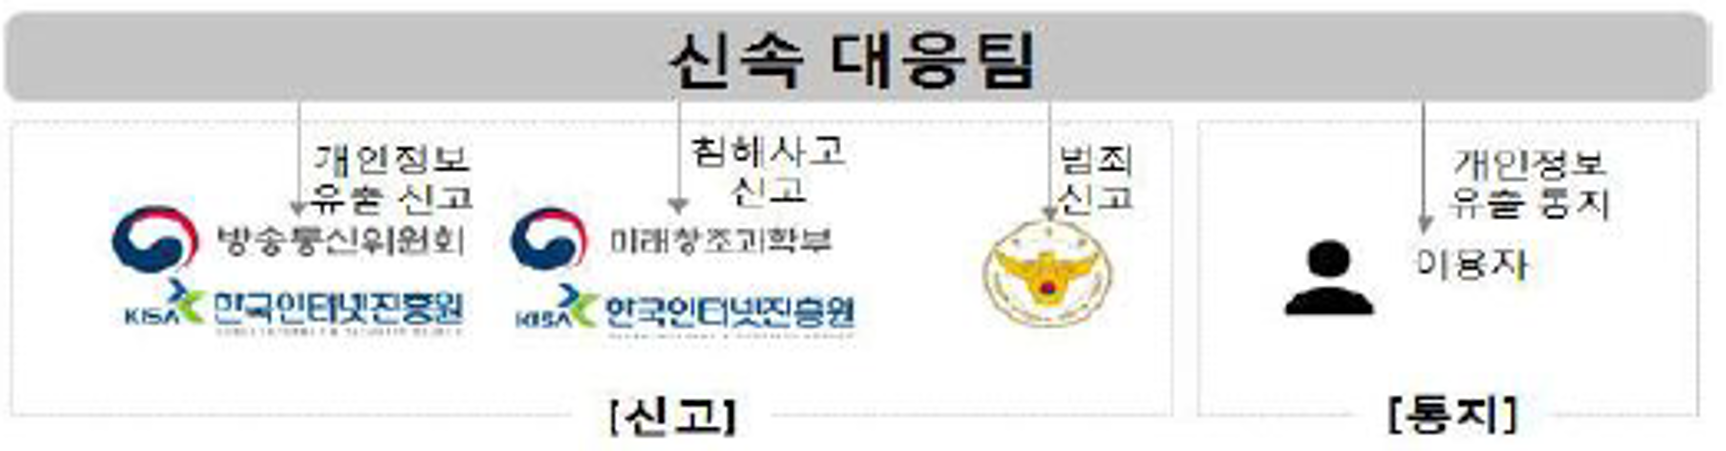 신속 대응팀
개인정보
유출 신고
방송통신위원회
KISA 한국인터넷진흥원
침해사고
신고
미래창조과학부
KISA 한국인터넷진흥원
범죄
신고
[신고]
개인정보
유출 통지
이용자
[통지]